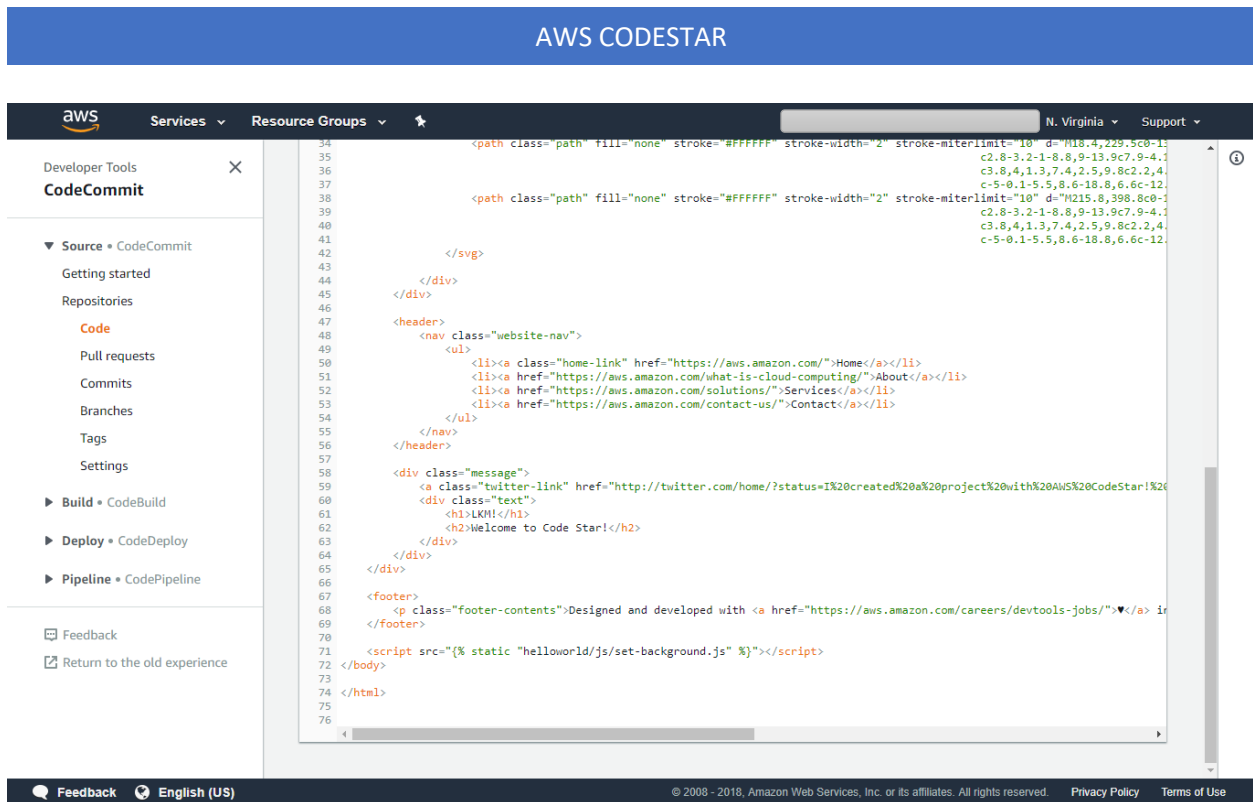 AWS CODESTAR
aws Services Resource Groups N. Virginia Support
Developer Tools
CodeCommit
Source • CodeCommit
Getting started
Repositories
Code
Pull requests
Commits
Branches
Tags
Settings
Build • CodeBuild
Deploy • CodeDeploy
Pipeline • CodePipeline
Feedback
Return to the old experience
34 <path class="path" fill="none" stroke="#FFFFFF" stroke-width="2" stroke-miterlimit="10" d="M18.4,229.5c0-1
35 c2.8-3.2-1-8.8,9-13.9c7.9-4.1
36 c3.8,4,1.3,7.4,2.5,9.8c2.2,4.
37 c-5-0.1-5.5,8.6-18.8,6.6c-12.
38 <path class="path" fill="none" stroke="#FFFFFF" stroke-width="2" stroke-miterlimit="10" d="M215.8,398.8c0-1
39 c2.8-3.2-1-8.8,9-13.9c7.9-4.1
40 c3.8,4,1.3,7.4,2.5,9.8c2.2,4.
41 c-5-0.1-5.5,8.6-18.8,6.6c-12.
42 </svg>
43
44 </div>
45 </div>
46
47 <header>
48 <nav class="website-nav">
49 <ul>
50 <li><a class="home-link" href="https://aws.amazon.com/">Home</a></li>
51 <li><a href="https://aws.amazon.com/what-is-cloud-computing/">About</a></li>
52 <li><a href="https://aws.amazon.com/solutions/">Services</a></li>
53 <li><a href="https://aws.amazon.com/contact-us/">Contact</a></li>
54 </ul>
55 </nav>
56 </header>
57
58 <div class="message">
59 <a class="twitter-link" href="http://twitter.com/home/?status=I%20created%20a%20project%20with%20AWS%20CodeStar!%20
60 <div class="text">
61 <h1>LKM!</h1>
62 <h2>Welcome to Code Star!</h2>
63 </div>
64 </div>
65 </div>
66
67 <footer>
68 <p class="footer-contents">Designed and developed with <a href="https://aws.amazon.com/careers/devtools-jobs/">♥</a> in
69 </footer>
70
71 <script src="{% static "helloworld/js/set-background.js" %}"></script>
72 </body>
73
74 </html>
75
76
Feedback English (US) © 2008 - 2018, Amazon Web Services, Inc. or its affiliates. All rights reserved. Privacy Policy Terms of Use